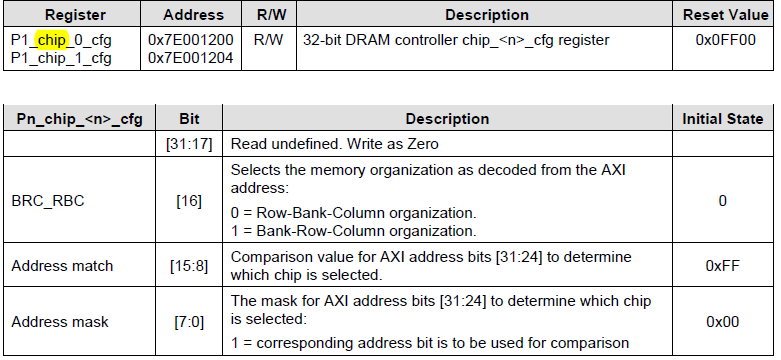 Register Address R/W Description Reset Value
P1_chip_0_cfg 0x7E001200 R/W 32-bit DRAM controller chip_<n>_cfg register 0x0FF00
P1_chip_1_cfg 0x7E001204
Pn_chip_<n>_cfg Bit Description Initial State
[31:17] Read undefined. Write as Zero
BRC_RBC [16] Selects the memory organization as decoded from the AXI
address:
0 = Row-Bank-Column organization.
1 = Bank-Row-Column organization.
0
Address match [15:8] Comparison value for AXI address bits [31:24] to determine
which chip is selected.
0xFF
Address mask [7:0] The mask for AXI address bits [31:24] to determine which chip
is selected:
1 = corresponding address bit is to be used for comparison
0x00